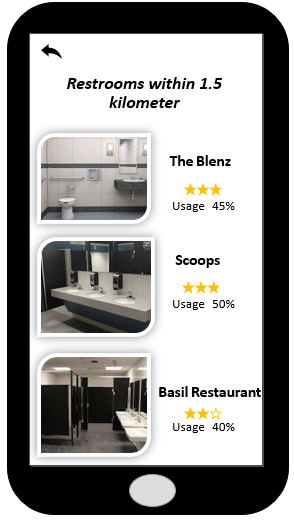 Restrooms within 1.5
kilometer
The Blenz
Usage 45%
Scoops
Usage 50%
Basil Restaurant
Usage 40%